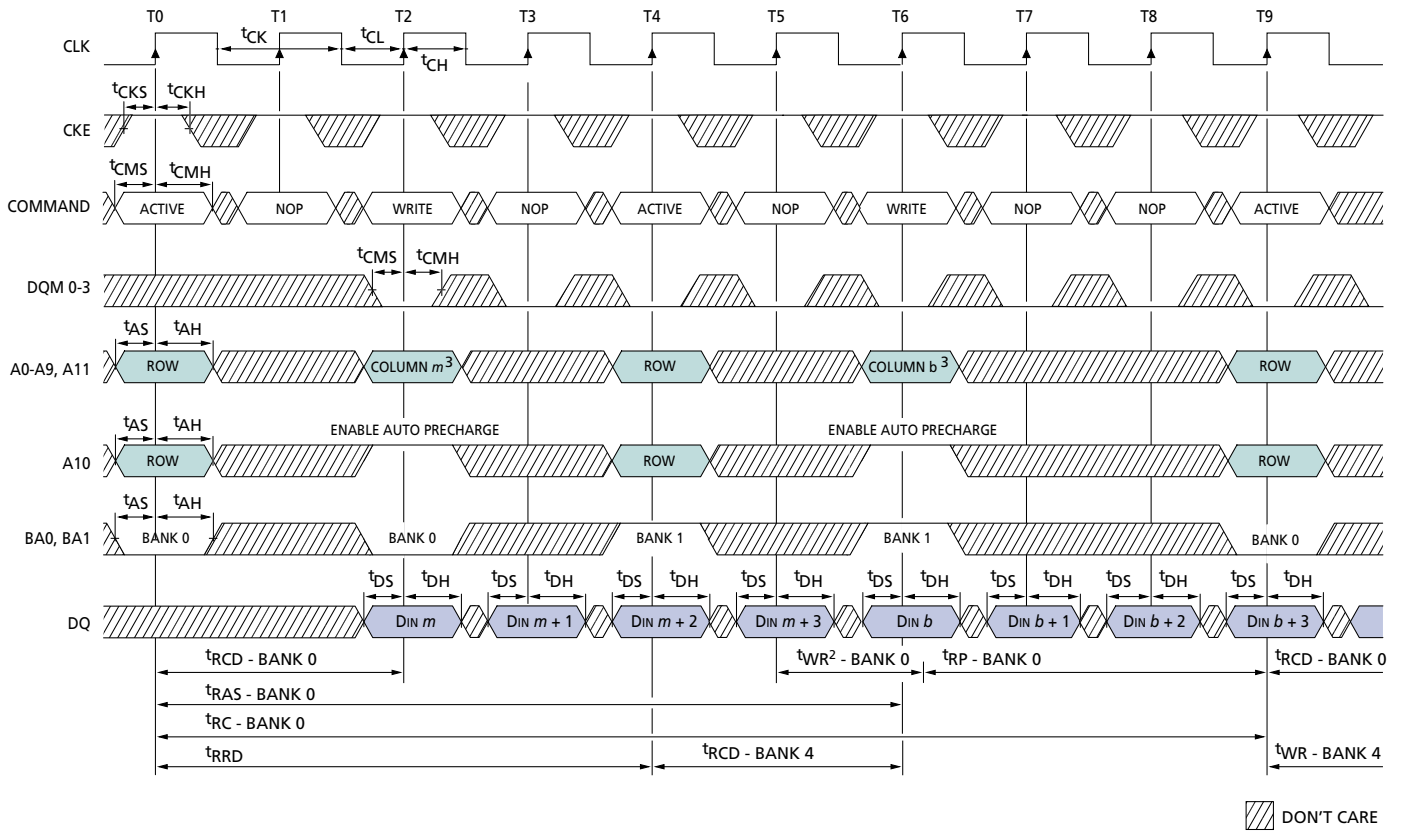 T0 T1 T2 T3 T4 T5 T6 T7 T8 T9
CLK tCK tCL tCH
tCKS tCKH
CKE
tCMS tCMH
COMMAND ACTIVE NOP WRITE NOP ACTIVE NOP WRITE NOP NOP ACTIVE
tCMS tCMH
DQM 0-3
tAS tAH
A0-A9, A11 ROW COLUMN m3 ROW COLUMN b3 ROW
tAS tAH ENABLE AUTO PRECHARGE ENABLE AUTO PRECHARGE
A10 ROW ROW ROW
tAS tAH
BA0, BA1 BANK 0 BANK 0 BANK 1 BANK 1 BANK 0
tDS tDH tDS tDH tDS tDH tDS tDH tDS tDH tDS tDH tDS tDH tDS tDH
DQ DIN m DIN m + 1 DIN m + 2 DIN m + 3 DIN b DIN b + 1 DIN b + 2 DIN b + 3
tRCD - BANK 0 tWR2 - BANK 0 tRP - BANK 0 tRCD - BANK 0
tRAS - BANK 0
tRC - BANK 0
tRRD tRCD - BANK 4 tWR - BANK 4
DON'T CARE